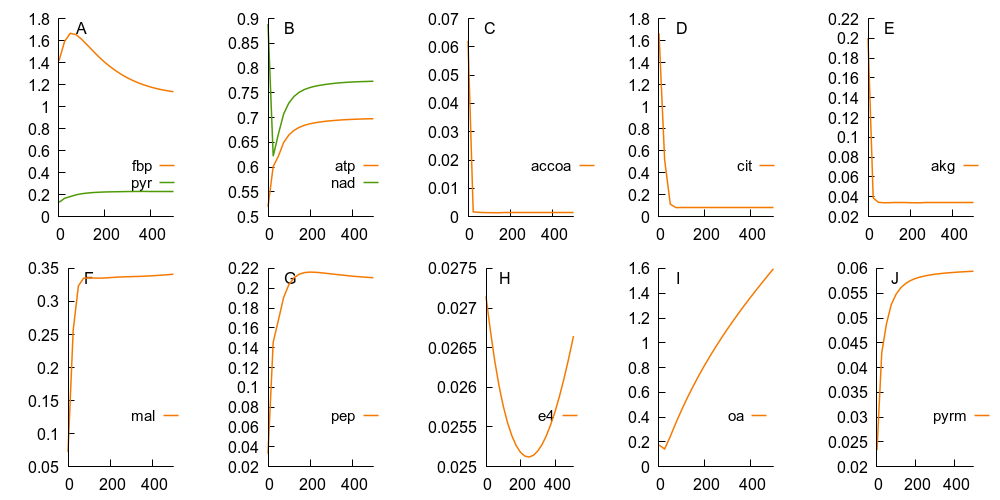 A
1.8
1.6
1.4
1.2
1
0.8
0.6
0.4
0.2
0
fbp
pyr
0 200 400
B
0.9
0.85
0.8
0.75
0.7
0.65
0.6
0.55
0.5
atp
nad
0 200 400
C
0.07
0.06
0.05
0.04
0.03
0.02
0.01
0
accoa
0 200 400
D
1.8
1.6
1.4
1.2
1
0.8
0.6
0.4
0.2
0
cit
0 200 400
E
0.22
0.2
0.18
0.16
0.14
0.12
0.1
0.08
0.06
0.04
0.02
akg
0 200 400
F
0.35
0.3
0.25
0.2
0.15
0.1
0.05
mal
0 200 400
G
0.22
0.2
0.18
0.16
0.14
0.12
0.1
0.08
0.06
0.04
0.02
pep
0 200 400
H
0.0275
0.027
0.0265
0.026
0.0255
0.025
e4
0 200 400
I
1.6
1.4
1.2
1
0.8
0.6
0.4
0.2
0
oa
0 200 400
J
0.06
0.055
0.05
0.045
0.04
0.035
0.03
0.025
0.02
pyrm
0 200 400